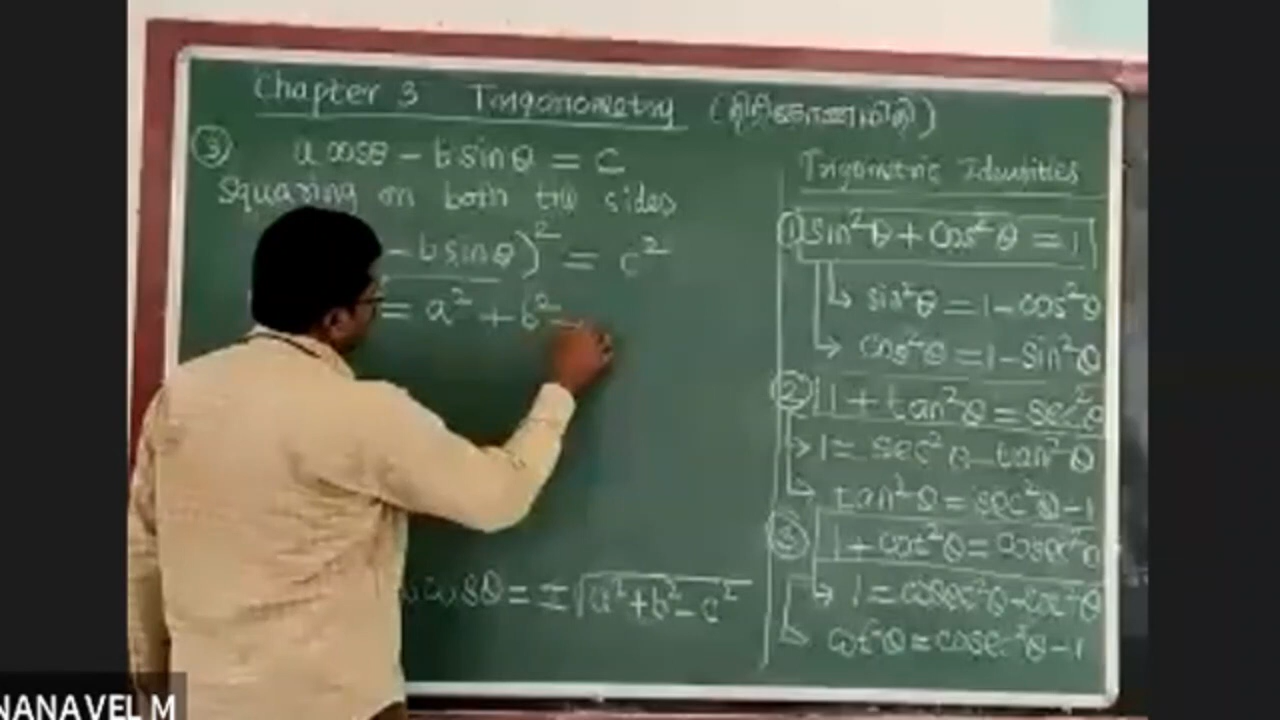 Chapter 3 Trigonometry (திரிகோணமிதி)
③ a cosθ − b sinθ = c
Squaring on both the sides
− b sinθ)² = c²
= a² + b² −
cosθ = ±√a²+b²−c²
Trigometric Identities
① sin²θ + cos²θ = 1
sin²θ = 1 − cos²θ
cos²θ = 1 − sin²θ
② 1 + tan²θ = sec²θ
1 = sec²θ − tan²θ
tan²θ = sec²θ − 1
③ 1 + cot²θ = cosec²θ
1 = cosec²θ − cot²θ
cot²θ = cosec²θ − 1
NANAVEL M